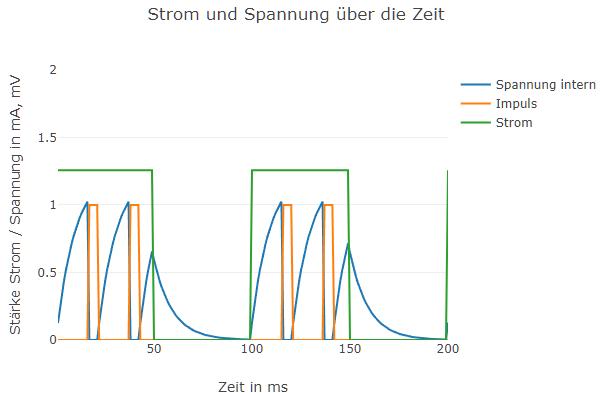 Strom und Spannung über die Zeit
Stärke Strom / Spannung in mA, mV
2
1.5
1
0.5
0
50
100
150
200
Zeit in ms
Spannung intern
Impuls
Strom